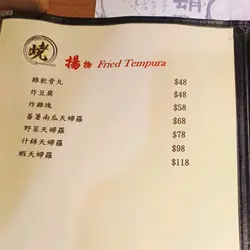 燒
揚物 Fried Tempura
雞軟骨丸 $48
炸豆腐 $48
炸雞塊 $58
蕃薯南瓜天婦羅 $68
野菜天婦羅 $78
什錦天婦羅 $98
蝦天婦羅 $118